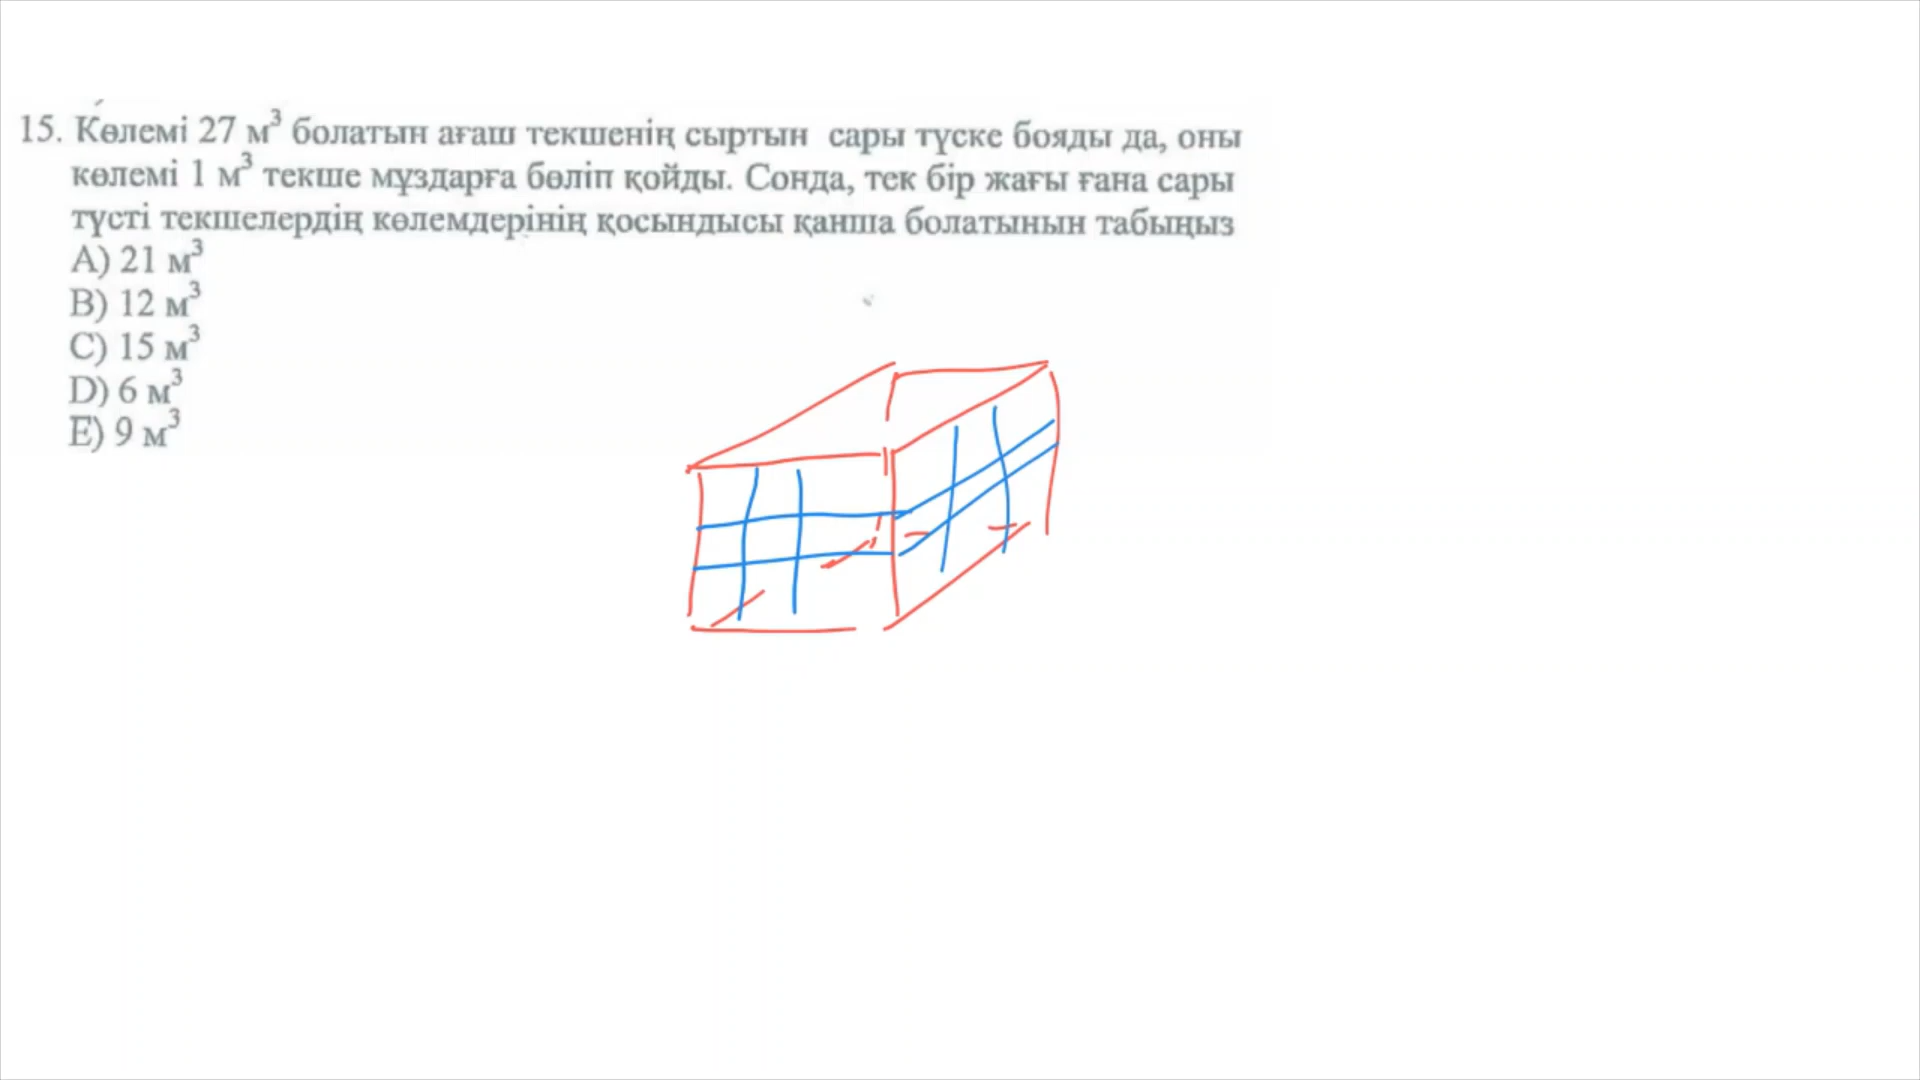 15. Көлемі 27 м³ болатын ағаш текшенің сыртын сары түске бояды да, оны
көлемі 1 м³ текше мұздарға бөліп қойды. Сонда, тек бір жағы ғана сары
түсті текшелердің көлемдерінің қосындысы қанша болатынын табыңыз
A) 21 м³
B) 12 м³
C) 15 м³
D) 6 м³
E) 9 м³